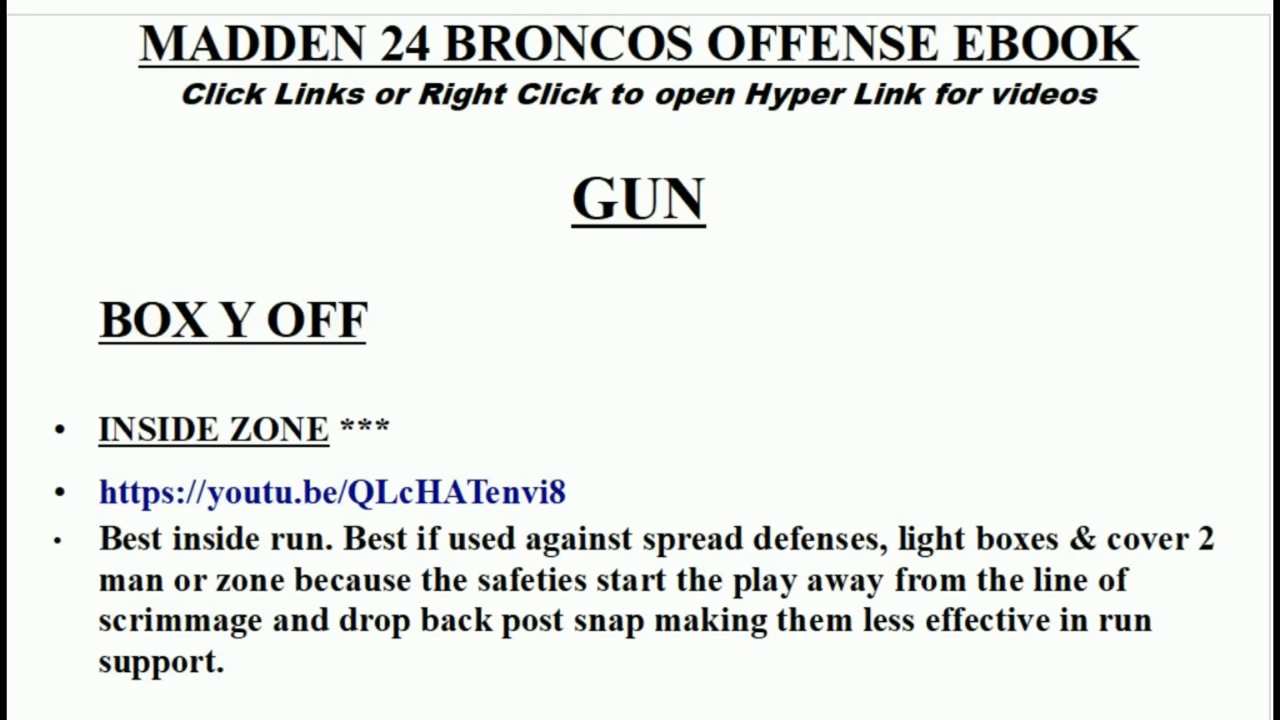 MADDEN 24 BRONCOS OFFENSE EBOOK
Click Links or Right Click to open Hyper Link for videos
GUN
BOX Y OFF
• INSIDE ZONE ***
• https://youtu.be/QLcHATenvi8
• Best inside run. Best if used against spread defenses, light boxes & cover 2
man or zone because the safeties start the play away from the line of
scrimmage and drop back post snap making them less effective in run
support.